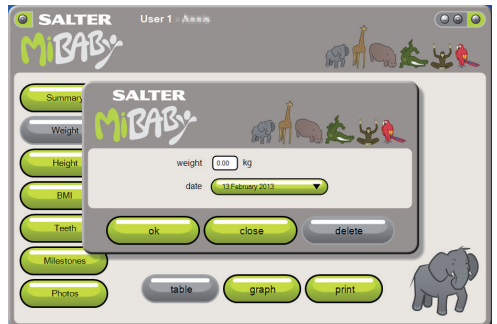 SALTER User 1 -
MiBABY
Summary
Weight
Height
BMI
Teeth
Milestones
Photos
SALTER
MiBABY
weight 0.00 kg
date 13 February 2013
ok close delete
table graph print